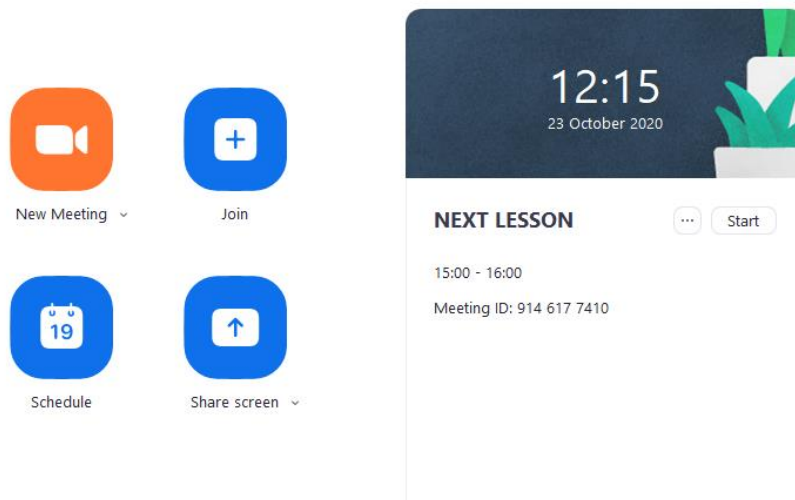 New Meeting
Join
19
Schedule
Share screen
12:15
23 October 2020
NEXT LESSON
... Start
15:00 - 16:00
Meeting ID: 914 617 7410